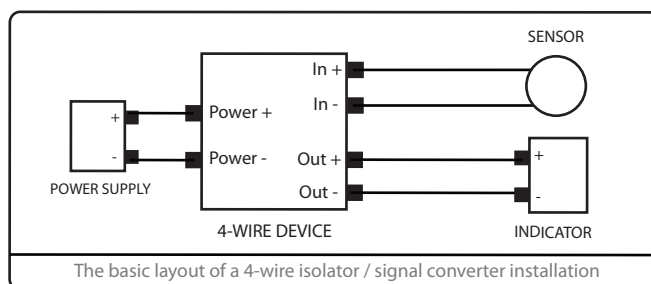 SENSOR
In +
In -
Power +
Power -
Out +
Out -
+
-
POWER SUPPLY
4-WIRE DEVICE
+
-
INDICATOR
The basic layout of a 4-wire isolator / signal converter installation